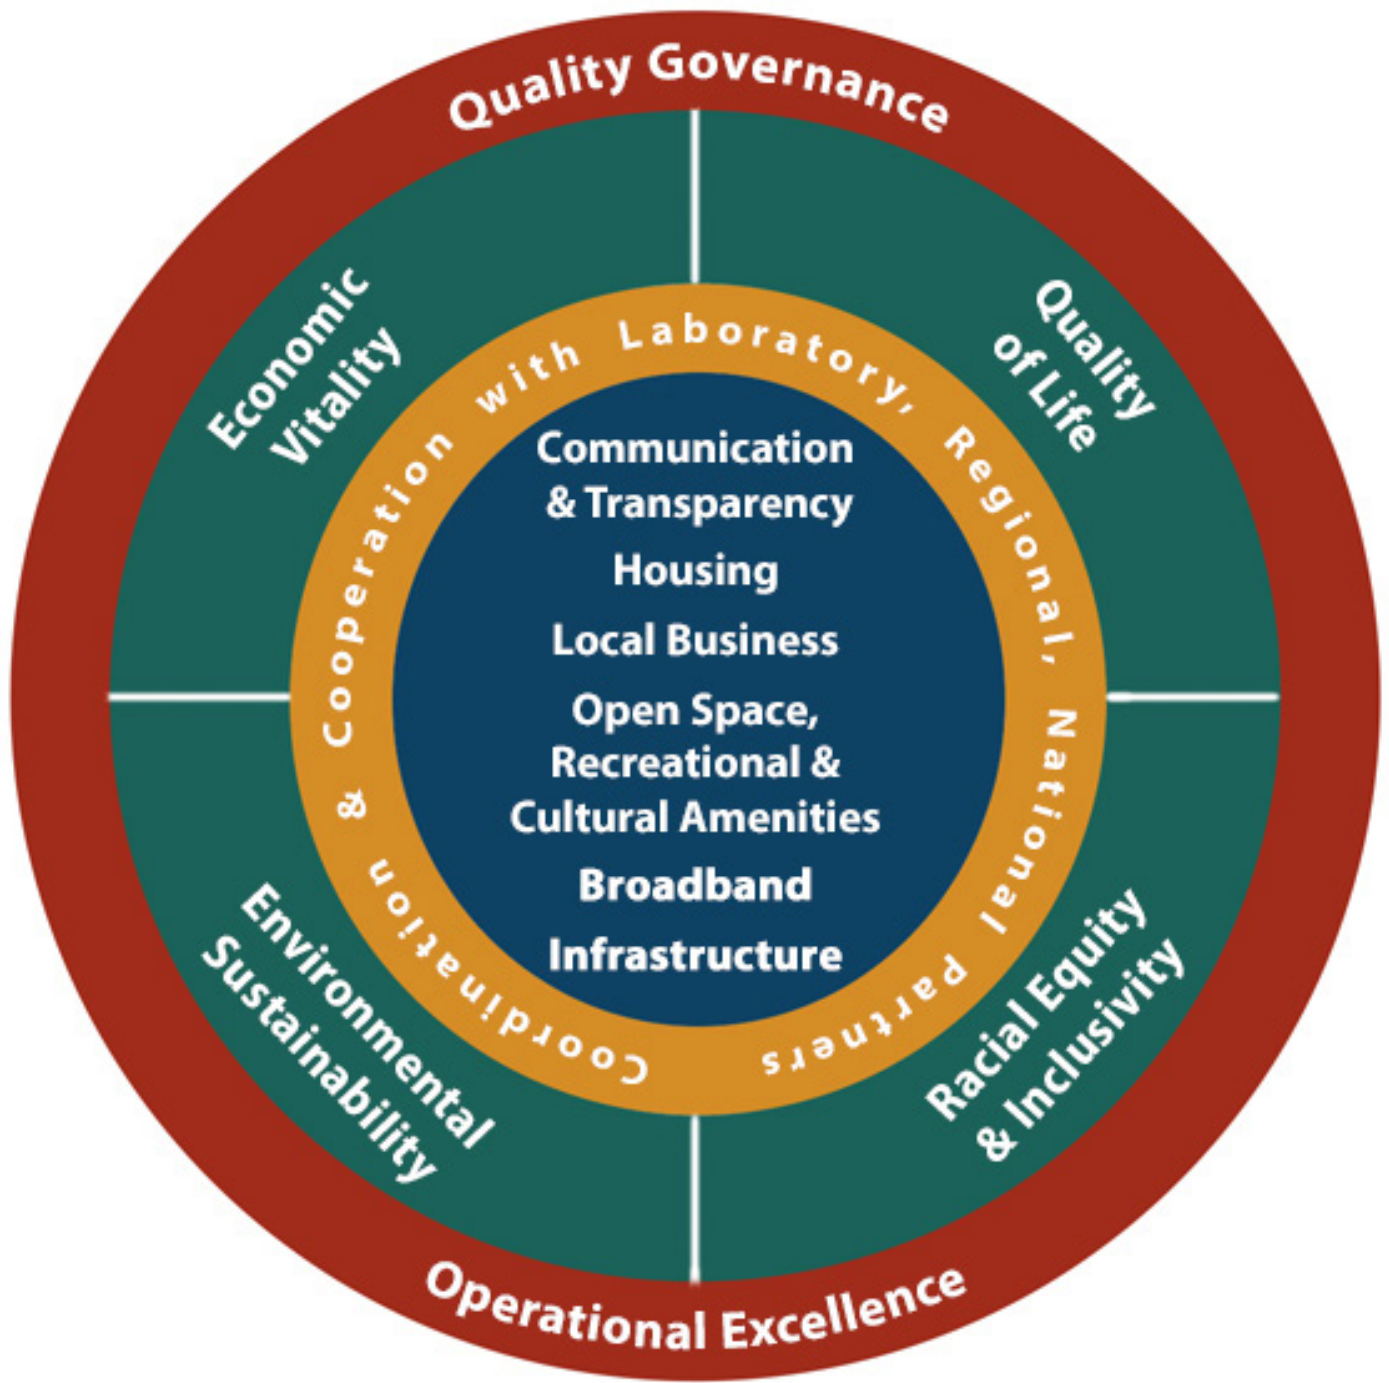 Quality Governance
Economic
Vitality
Quality
of Life
Coordination & Cooperation with Laboratory, Regional, National Partners
Communication
& Transparency
Housing
Local Business
Open Space,
Recreational &
Cultural Amenities
Broadband
Infrastructure
Environmental
Sustainability
Racial Equity
& Inclusivity
Operational Excellence